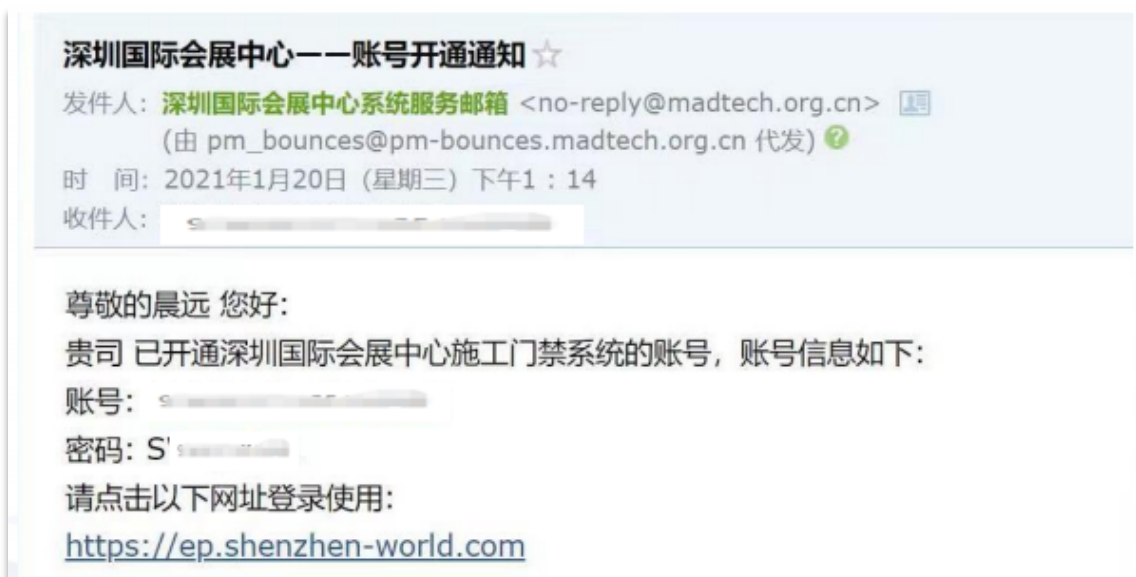 深圳国际会展中心——账号开通通知
发件人：深圳国际会展中心系统服务邮箱 <no-reply@madtech.org.cn>
(由 pm_bounces@pm-bounces.madtech.org.cn 代发)
时 间：2021年1月20日（星期三）下午1：14
收件人：
尊敬的晨远 您好：
贵司 已开通深圳国际会展中心施工门禁系统的账号，账号信息如下：
账号：
密码：S
请点击以下网址登录使用：
https://ep.shenzhen-world.com